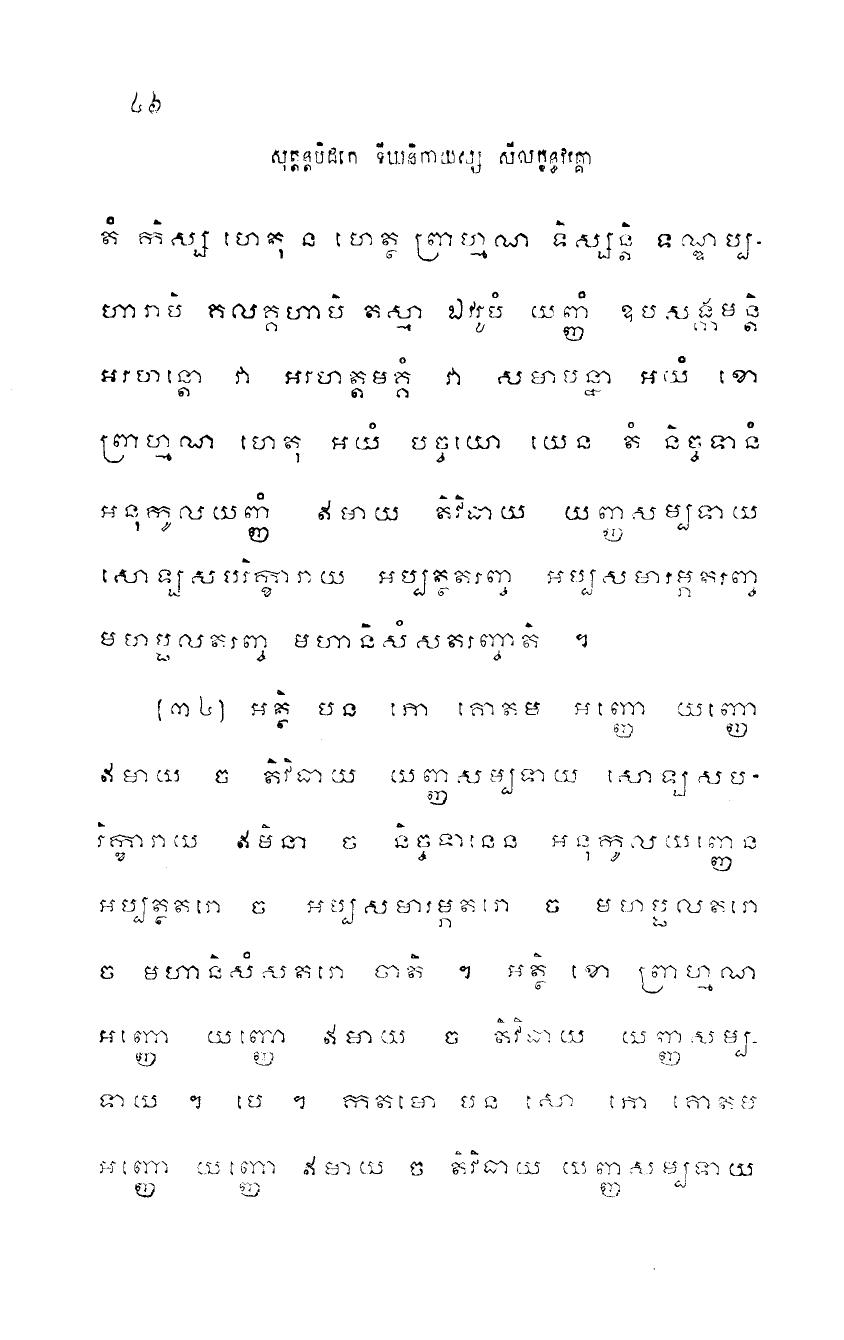 ៤៦
សុត្តន្តបិដកេ ទីឃនិកាយស្ស សីលក្ខន្ធវគ្គោ
តំ កិស្ស ហេតុ ន ហេត្ថ ព្រាហ្មណ ទិស្សន្តិ ទណ្ឌប្ប-
ហារាបិ គលគ្គហាបិ តស្មា ឯវរូបំ យញ្ញំ ឧបសង្កមន្តិ
អរហន្តោ វា អរហត្តមគ្គំ វា សមាបន្នា អយំ ខោ
ព្រាហ្មណ ហេតុ អយំ បច្ចយោ យេន តំ និច្ចទានំ
អនុកូលយញ្ញំ ឥមាយ តិវិធាយ យញ្ញសម្បទាយ
សោឡសបរិក្ខារាយ អប្បត្ថតរញ្ច អប្បសមារម្ភតរញ្ច
មហប្ផលតរញ្ច មហានិសំសតរញ្ចាតិ ។
(៣៤) អត្ថិ បន ភោ គោតម អញ្ញោ យញ្ញោ
ឥមាយ ច តិវិធាយ យញ្ញសម្បទាយ សោឡសប-
រិក្ខារាយ ឥមិនា ច និច្ចទានេន អនុកូលយញ្ញេន
អប្បត្ថតរោ ច អប្បសមារម្ភតរោ ច មហប្ផលតរោ
ច មហានិសំសតរោ ចាតិ ។ អត្ថិ ខោ ព្រាហ្មណ
អញ្ញោ យញ្ញោ ឥមាយ ច តិវិធាយ យញ្ញសម្ប-
ទាយ ។ បេ ។ កតមោ បន សោ ភោ គោតម
អញ្ញោ យញ្ញោ ឥមាយ ច តិវិធាយ យញ្ញសម្បទាយ